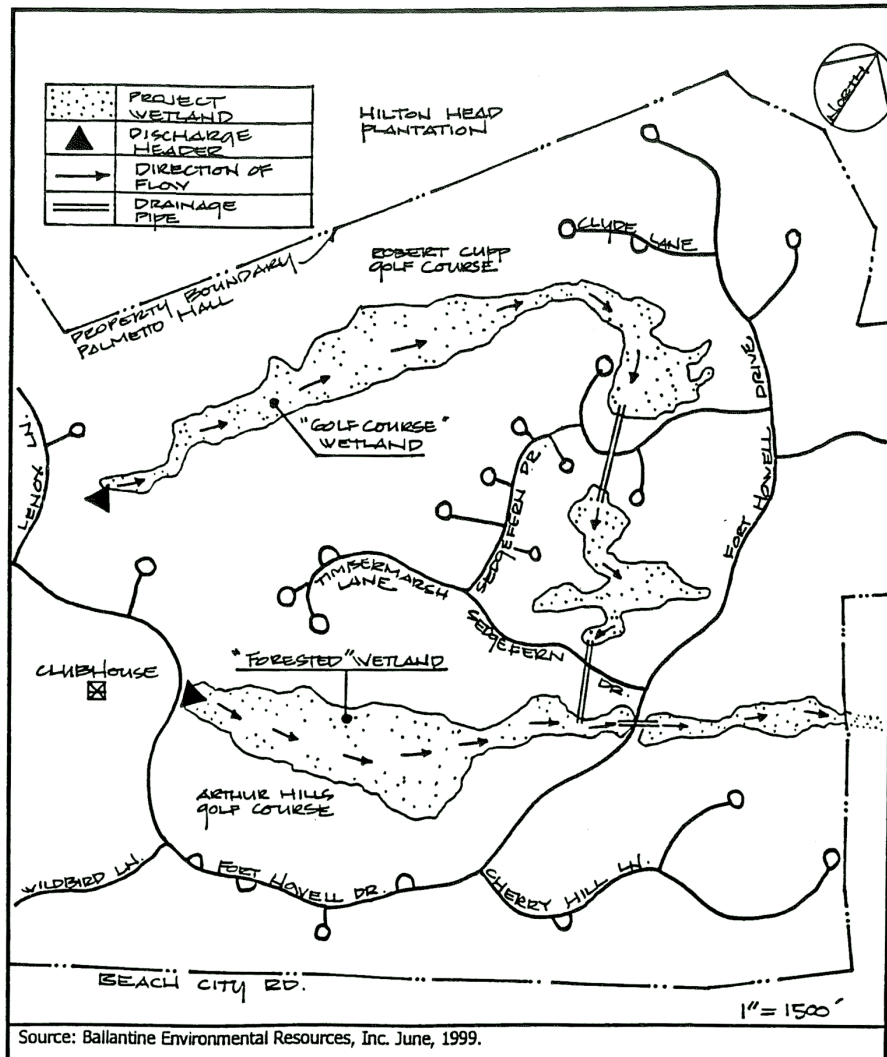 PROJECT
WETLAND
DISCHARGE
HEADER
DIRECTION OF
FLOW
DRAINAGE
PIPE
HILTON HEAD
PLANTATION
NORTH
CLYDE LANE
ROBERT CUPP
GOLF COURSE
PROPERTY BOUNDARY
PALMETTO HALL
"GOLF COURSE"
WETLAND
DRIVE
FORT HOWELL
LENOX LN
SEDGEFERN DR.
TIMBERMARSH
LANE
SEDGEFERN
DR
"FORESTED" WETLAND
CLUBHOUSE
ARTHUR HILLS
GOLF COURSE
WILDBIRD LN.
FORT HOWELL DR.
CHERRY HILL LN.
BEACH CITY RD.
1" = 1500'
Source: Ballantine Environmental Resources, Inc. June, 1999.